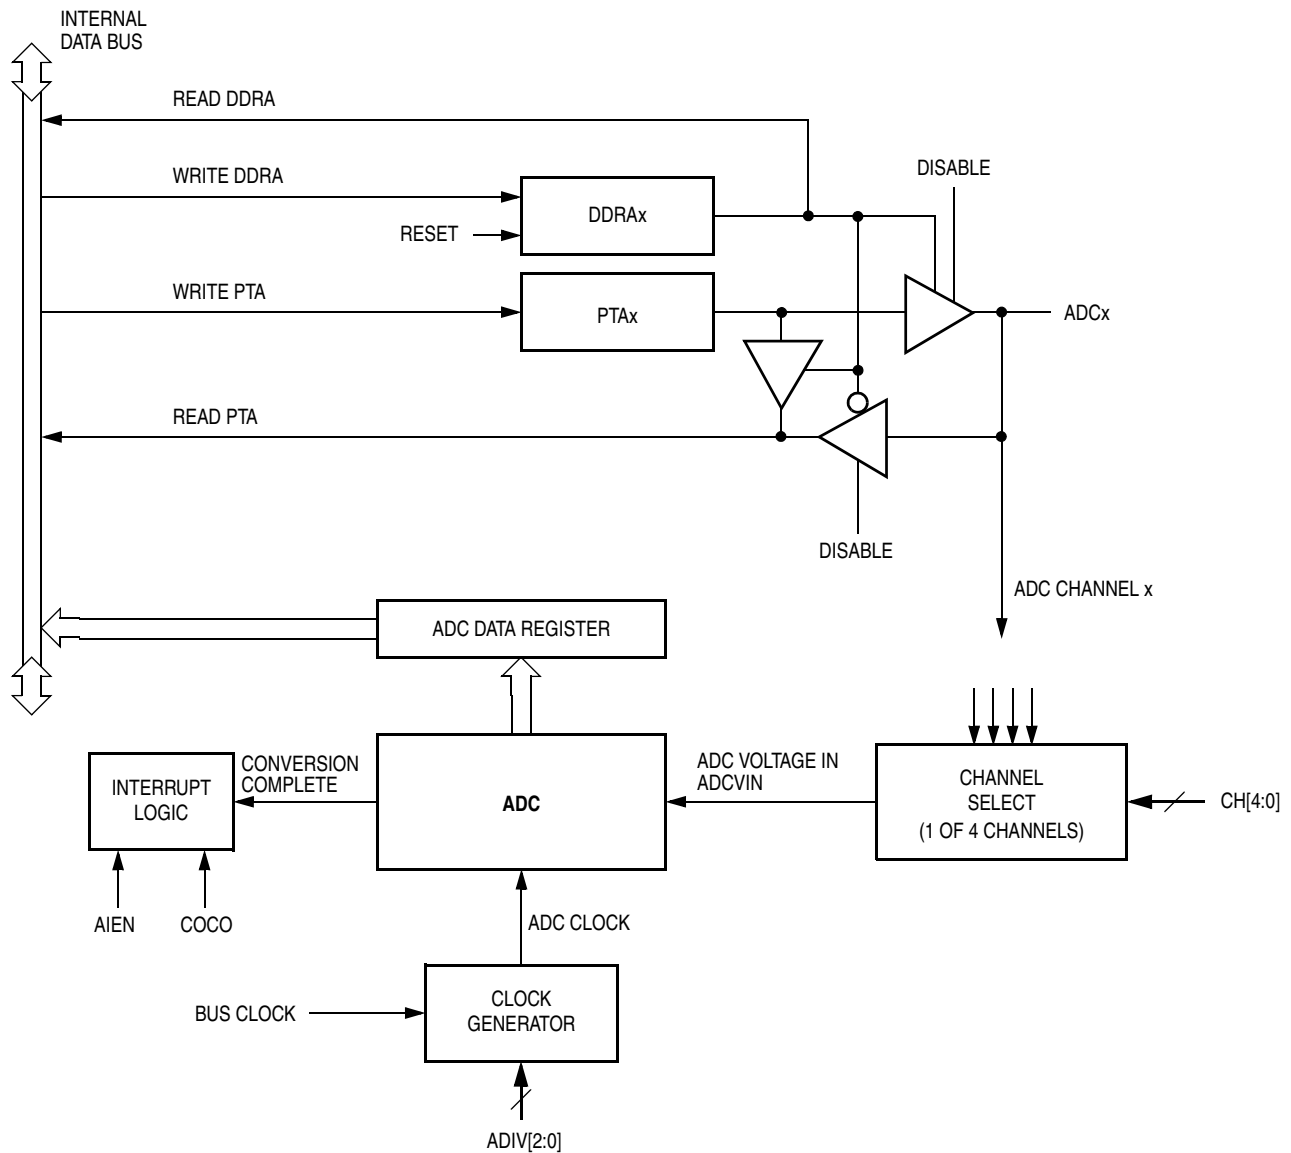 INTERNAL
DATA BUS
READ DDRA
WRITE DDRA
DISABLE
DDRAx
RESET
WRITE PTA
PTAx
ADCx
READ PTA
DISABLE
ADC CHANNEL x
ADC DATA REGISTER
INTERRUPT
LOGIC
CONVERSION
COMPLETE
ADC
ADC VOLTAGE IN
ADCVIN
CHANNEL
SELECT
(1 OF 4 CHANNELS)
CH[4:0]
AIEN
COCO
ADC CLOCK
BUS CLOCK
CLOCK
GENERATOR
ADIV[2:0]